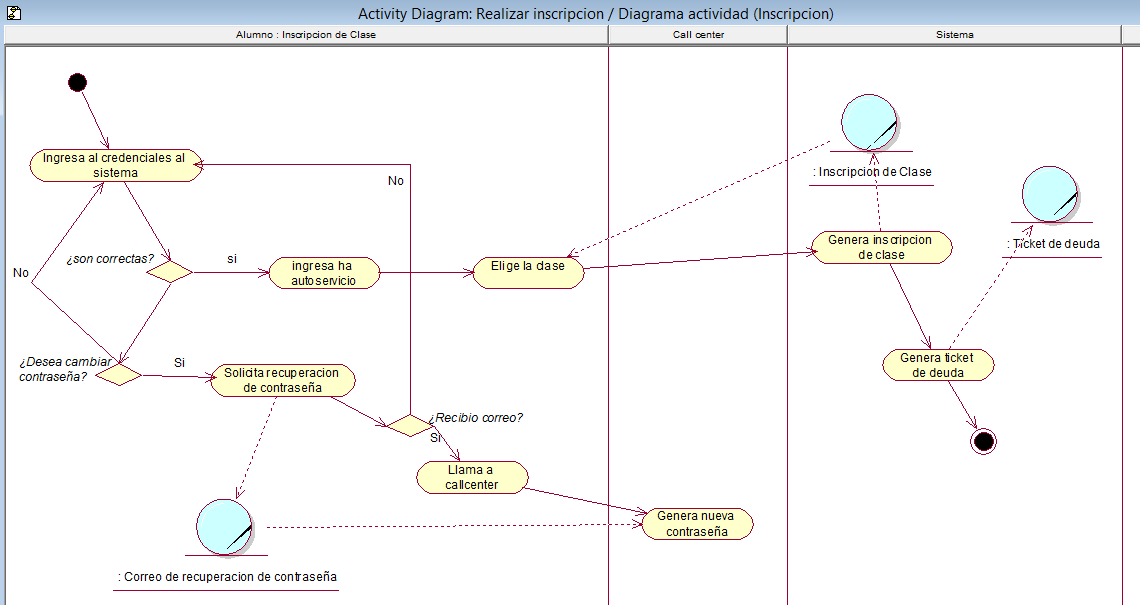 Activity Diagram: Realizar inscripcion / Diagrama actividad (Inscripcion)
Alumno : Inscripcion de Clase
Call center
Sistema
Ingresa al credenciales al
sistema
No
: Inscripcion de Clase
: Ticket de deuda
Genera inscripcion
de clase
¿son correctas?
si
No
ingresa ha
autoservicio
Elige la clase
¿Desea cambiar
contraseña?
Si
Solicita recuperacion
de contraseña
Genera ticket
de deuda
¿Recibio correo?
Si
Llama a
callcenter
Genera nueva
contraseña
: Correo de recuperacion de contraseña